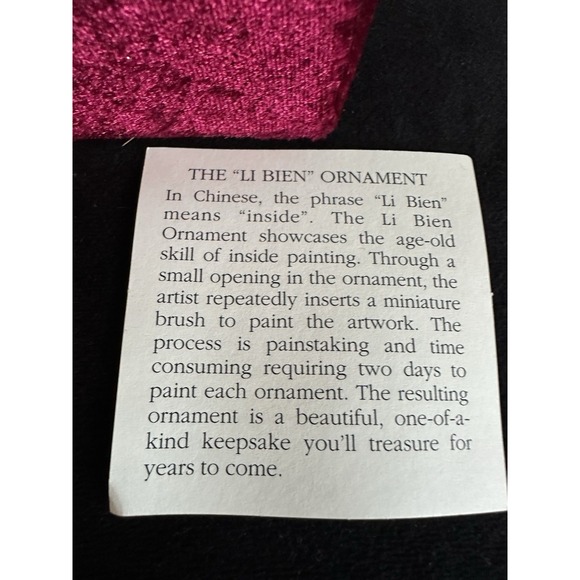 THE “LI BIEN” ORNAMENT
In Chinese, the phrase “Li Bien”
means “inside”. The Li Bien
Ornament showcases the age-old
skill of inside painting. Through a
small opening in the ornament, the
artist repeatedly inserts a miniature
brush to paint the artwork. The
process is painstaking and time
consuming requiring two days to
paint each ornament. The resulting
ornament is a beautiful, one-of-a-
kind keepsake you’ll treasure for
years to come.